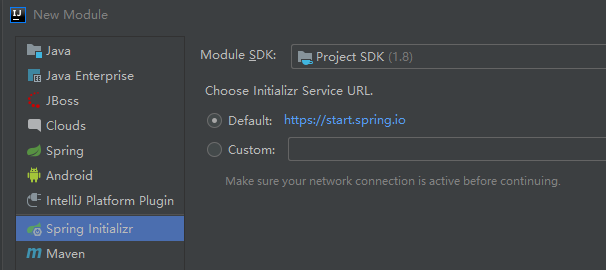 New Module
Java
Java Enterprise
JBoss
Clouds
Spring
Android
IntelliJ Platform Plugin
Spring Initializr
Maven
Module SDK: Project SDK (1.8)
Choose Initializr Service URL.
Default: https://start.spring.io
Custom:
Make sure your network connection is active before continuing.